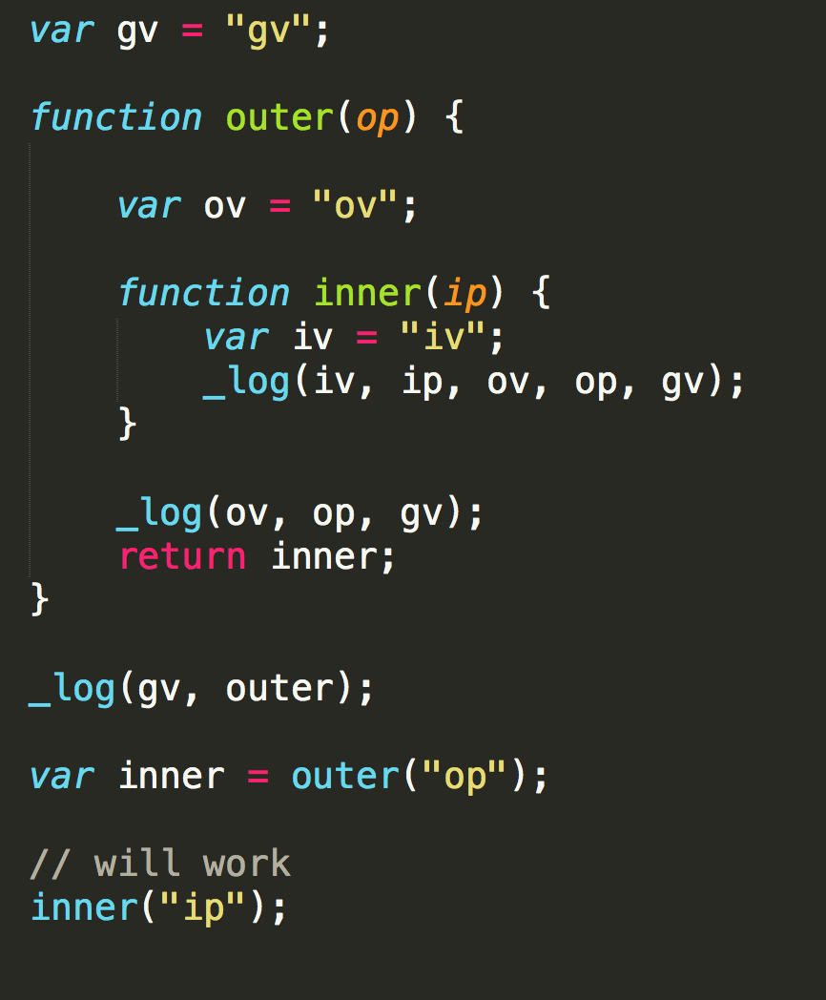 var gv = "gv";
function outer(op) {
var ov = "ov";
function inner(ip) {
var iv = "iv";
_log(iv, ip, ov, op, gv);
}
_log(ov, op, gv);
return inner;
}
_log(gv, outer);
var inner = outer("op");
// will work
inner("ip");